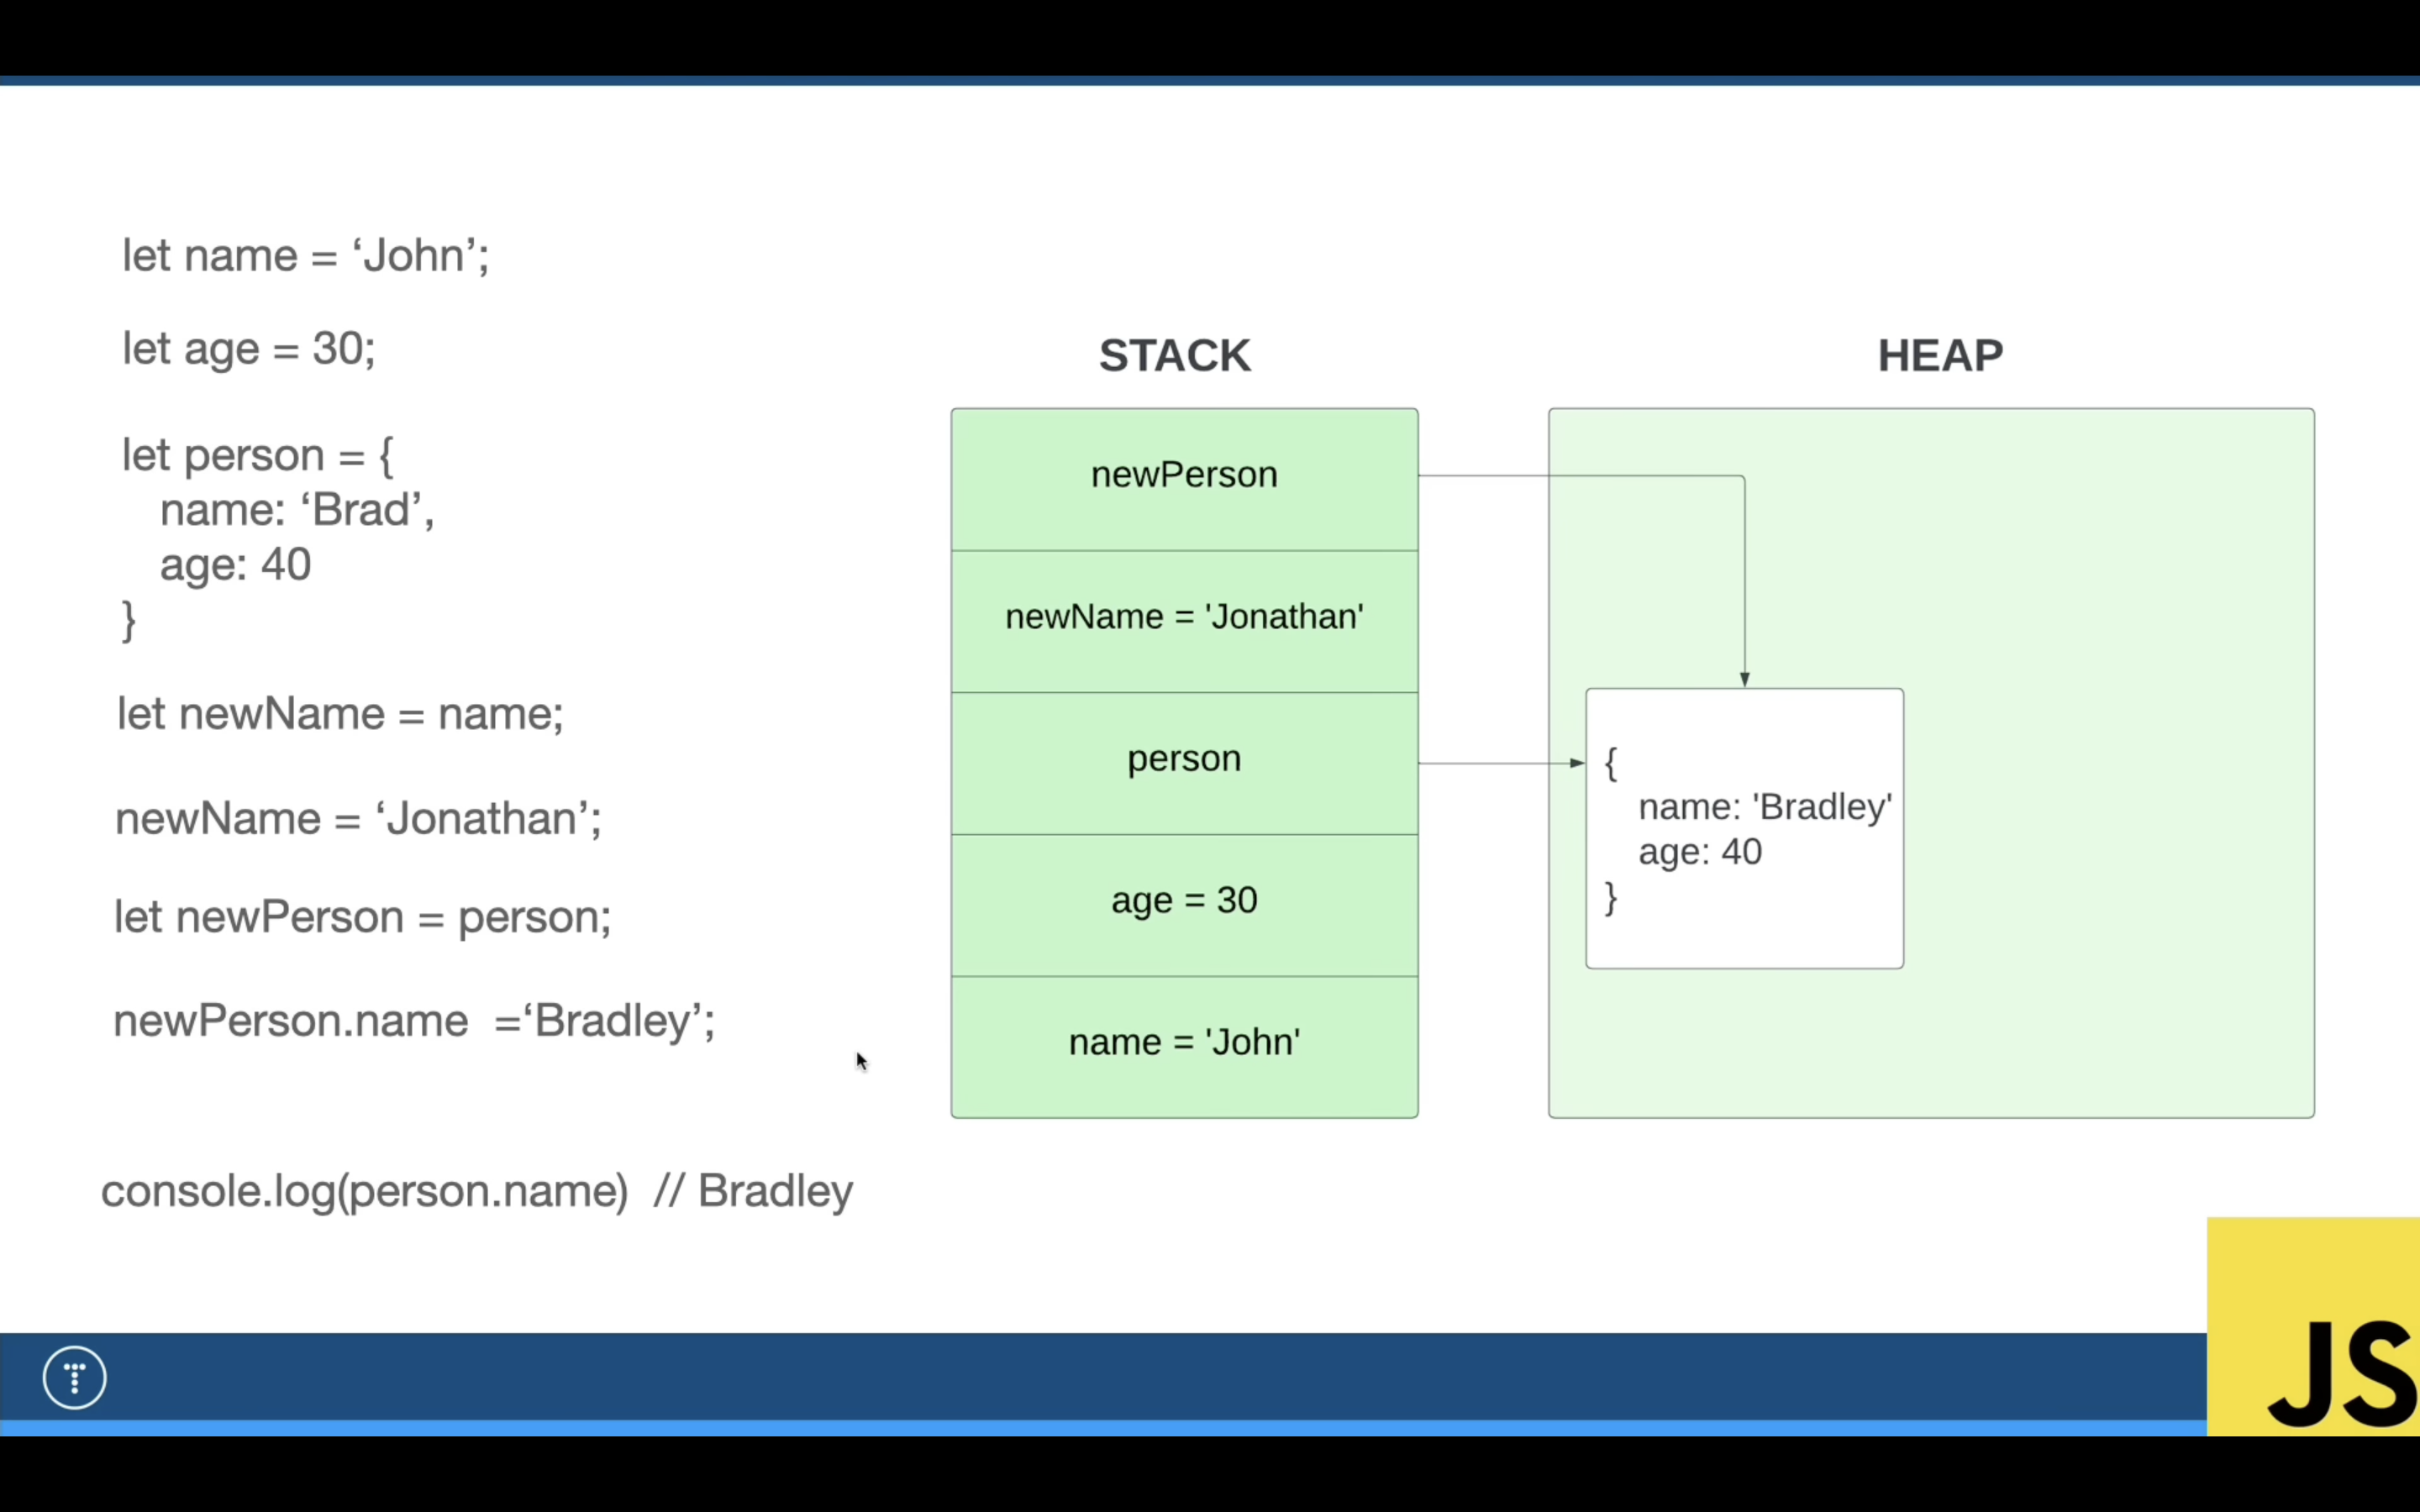 let name = ‘John’;
let age = 30;
let person = {
name: ‘Brad’,
age: 40
}
let newName = name;
newName = ‘Jonathan’;
let newPerson = person;
newPerson.name  =‘Bradley’;
console.log(person.name)  // Bradley
STACK
newPerson
newName = 'Jonathan'
person
age = 30
name = 'John'
HEAP
{
name: 'Bradley'
age: 40
}
T
JS